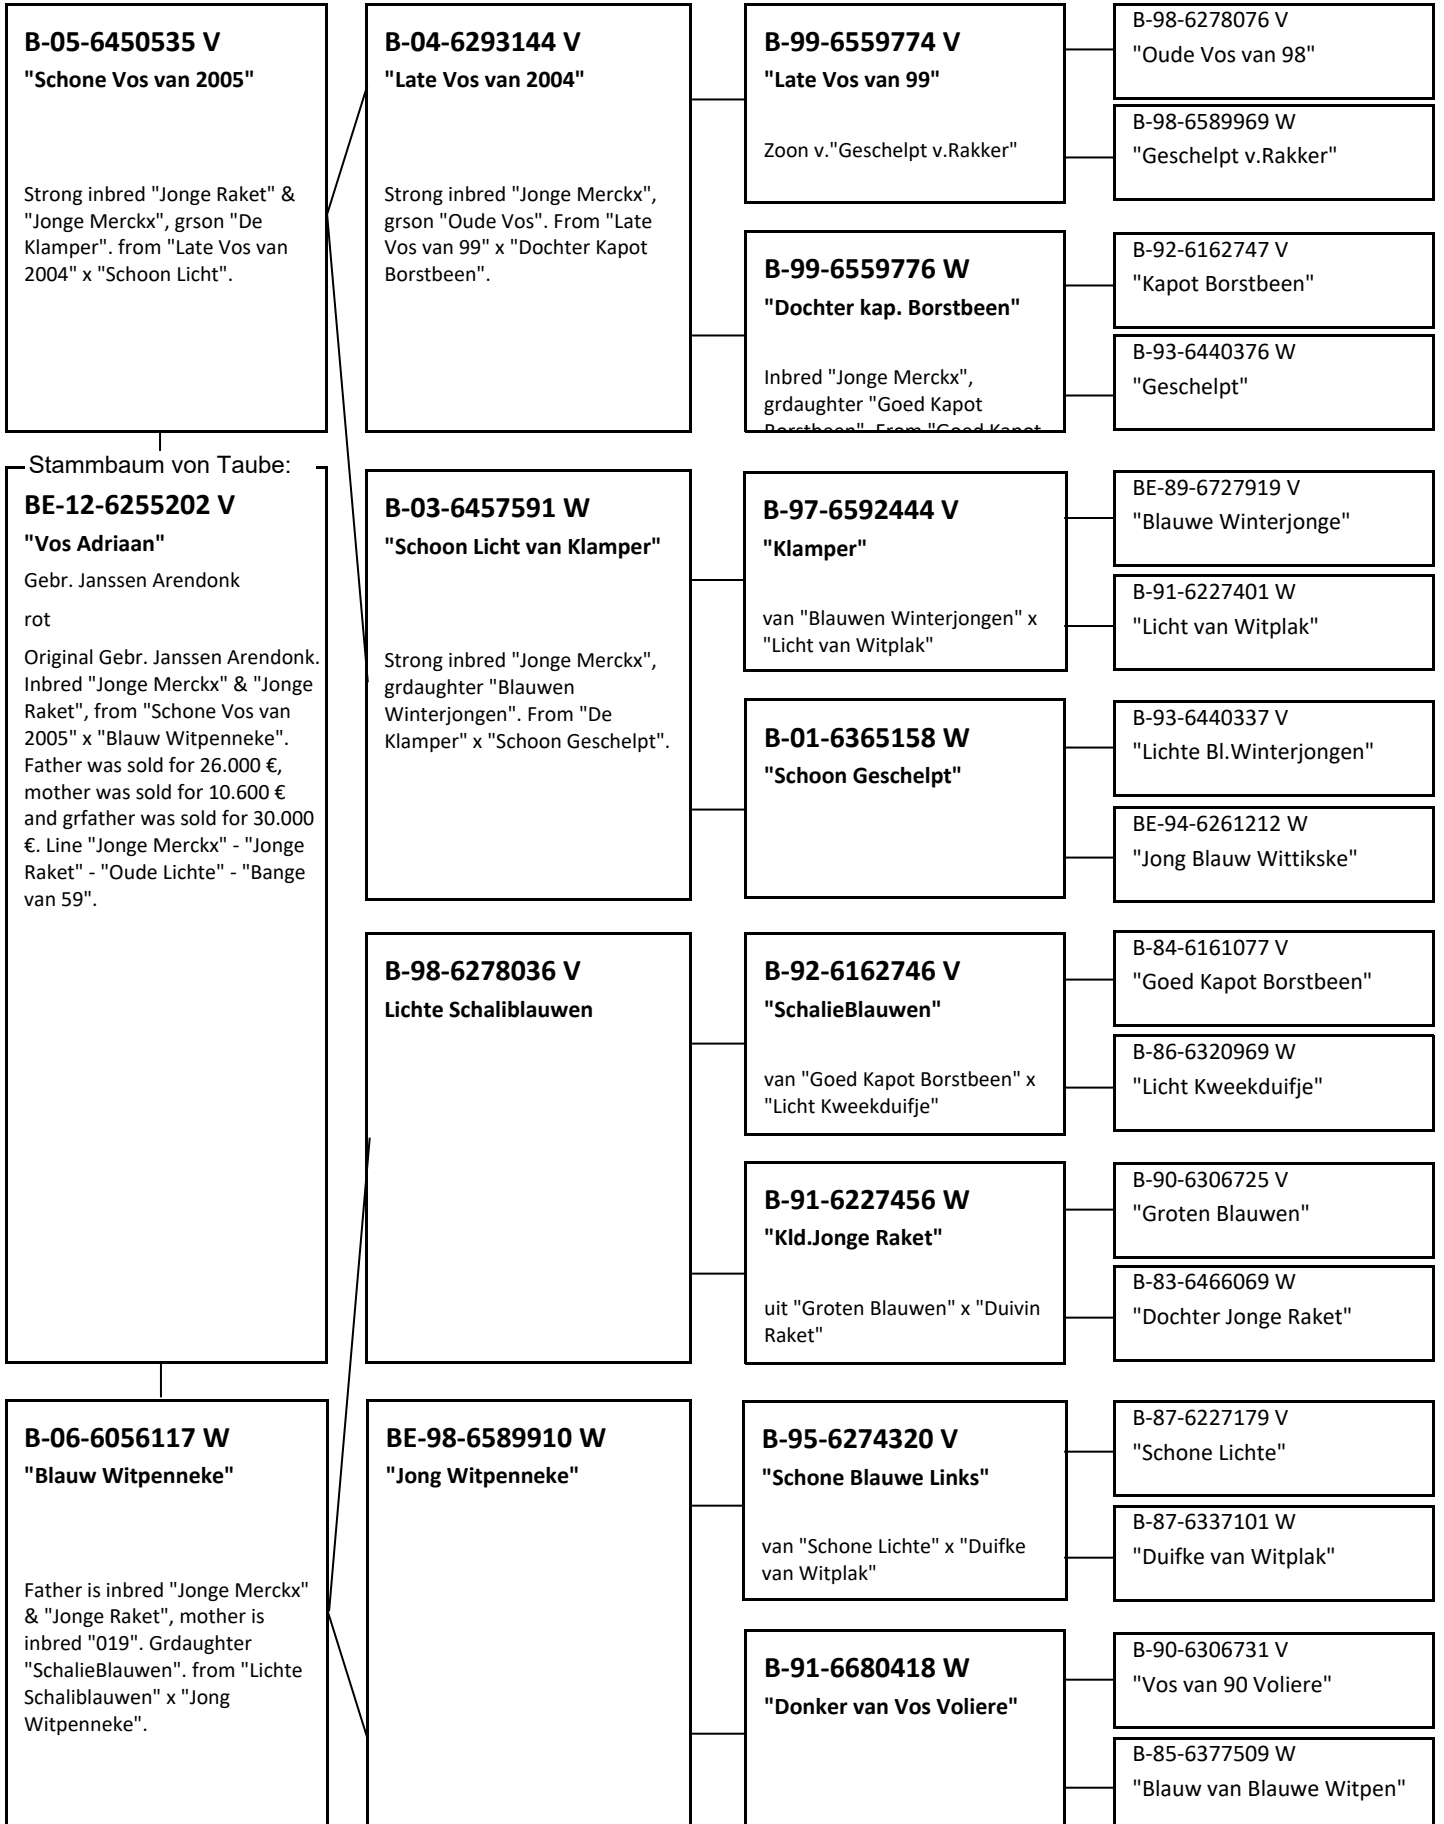 B-05-6450535 V
"Schone Vos van 2005"
Strong inbred "Jonge Raket" &
"Jonge Merckx", grson "De
Klamper". from "Late Vos van
2004" x "Schoon Licht".
Stammbaum von Taube:
BE-12-6255202 V
"Vos Adriaan"
Gebr. Janssen Arendonk
rot
Original Gebr. Janssen Arendonk.
Inbred "Jonge Merckx" & "Jonge
Raket", from "Schone Vos van
2005" x "Blauw Witpenneke".
Father was sold for 26.000 €,
mother was sold for 10.600 €
and grfather was sold for 30.000
€. Line "Jonge Merckx" - "Jonge
Raket" - "Oude Lichte" - "Bange
van 59".
B-06-6056117 W
"Blauw Witpenneke"
Father is inbred "Jonge Merckx"
& "Jonge Raket", mother is
inbred "019". Grdaughter
"SchalieBlauwen". from "Lichte
Schaliblauwen" x "Jong
Witpenneke".
B-04-6293144 V
"Late Vos van 2004"
Strong inbred "Jonge Merckx",
grson "Oude Vos". From "Late
Vos van 99" x "Dochter Kapot
Borstbeen".
B-03-6457591 W
"Schoon Licht van Klamper"
Strong inbred "Jonge Merckx",
grdaughter "Blauwen
Winterjongen". From "De
Klamper" x "Schoon Geschelpt".
B-98-6278036 V
Lichte Schaliblauwen
BE-98-6589910 W
"Jong Witpenneke"
B-99-6559774 V
"Late Vos van 99"
Zoon v."Geschelpt v.Rakker"
B-99-6559776 W
"Dochter kap. Borstbeen"
Inbred "Jonge Merckx",
grdaughter "Goed Kapot
Borstbeen". From "Goed Kapot
B-97-6592444 V
"Klamper"
van "Blauwen Winterjongen" x
"Licht van Witplak"
B-01-6365158 W
"Schoon Geschelpt"
B-92-6162746 V
"SchalieBlauwen"
van "Goed Kapot Borstbeen" x
"Licht Kweekduifje"
B-91-6227456 W
"Kld.Jonge Raket"
uit "Groten Blauwen" x "Duivin
Raket"
B-95-6274320 V
"Schone Blauwe Links"
van "Schone Lichte" x "Duifke
van Witplak"
B-91-6680418 W
"Donker van Vos Voliere"
B-98-6278076 V
"Oude Vos van 98"
B-98-6589969 W
"Geschelpt v.Rakker"
B-92-6162747 V
"Kapot Borstbeen"
B-93-6440376 W
"Geschelpt"
BE-89-6727919 V
"Blauwe Winterjonge"
B-91-6227401 W
"Licht van Witplak"
B-93-6440337 V
"Lichte Bl.Winterjongen"
BE-94-6261212 W
"Jong Blauw Wittikske"
B-84-6161077 V
"Goed Kapot Borstbeen"
B-86-6320969 W
"Licht Kweekduifje"
B-90-6306725 V
"Groten Blauwen"
B-83-6466069 W
"Dochter Jonge Raket"
B-87-6227179 V
"Schone Lichte"
B-87-6337101 W
"Duifke van Witplak"
B-90-6306731 V
"Vos van 90 Voliere"
B-85-6377509 W
"Blauw van Blauwe Witpen"